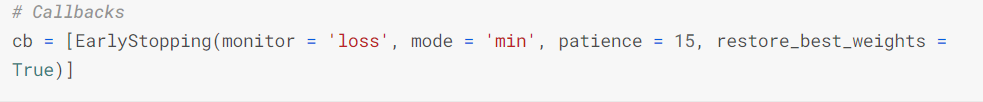 # Callbacks
cb = [EarlyStopping(monitor = 'loss', mode = 'min', patience = 15, restore_best_weights =
True)]